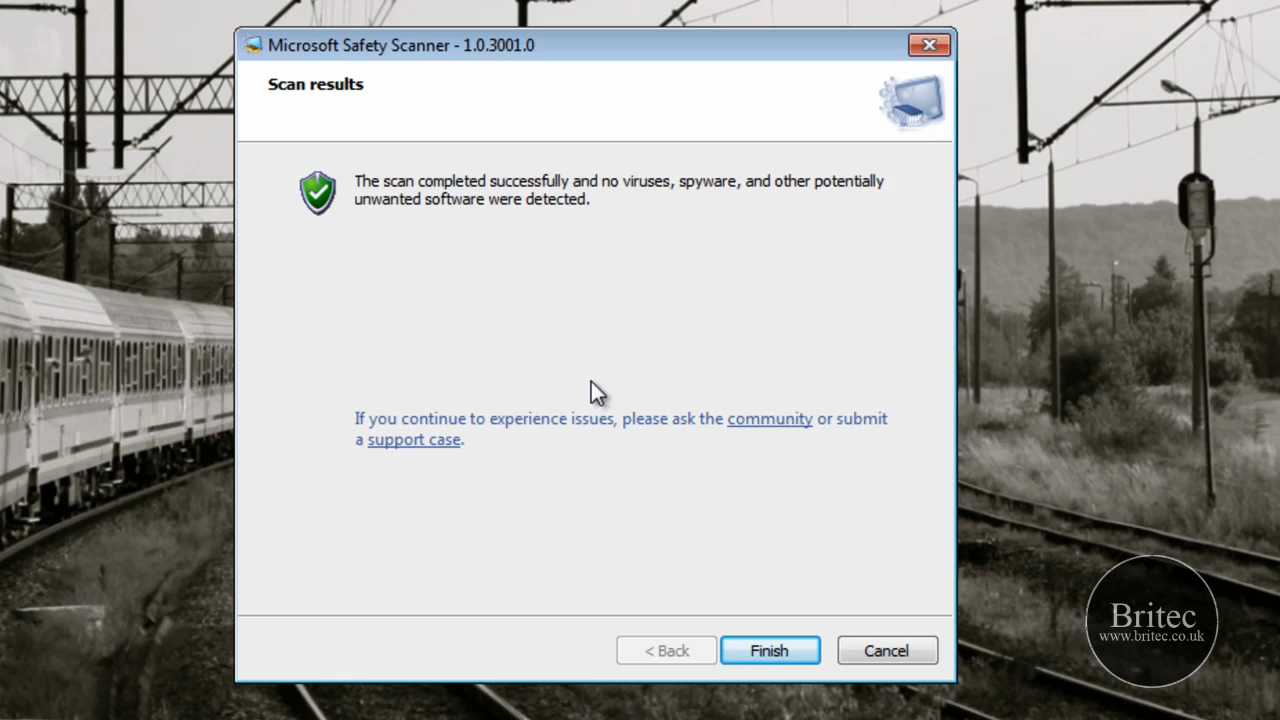 Microsoft Safety Scanner - 1.0.3001.0
Scan results
The scan completed successfully and no viruses, spyware, and other potentially
unwanted software were detected.
If you continue to experience issues, please ask the community or submit
a support case.
< Back
Finish
Cancel
Britec
www.britec.co.uk